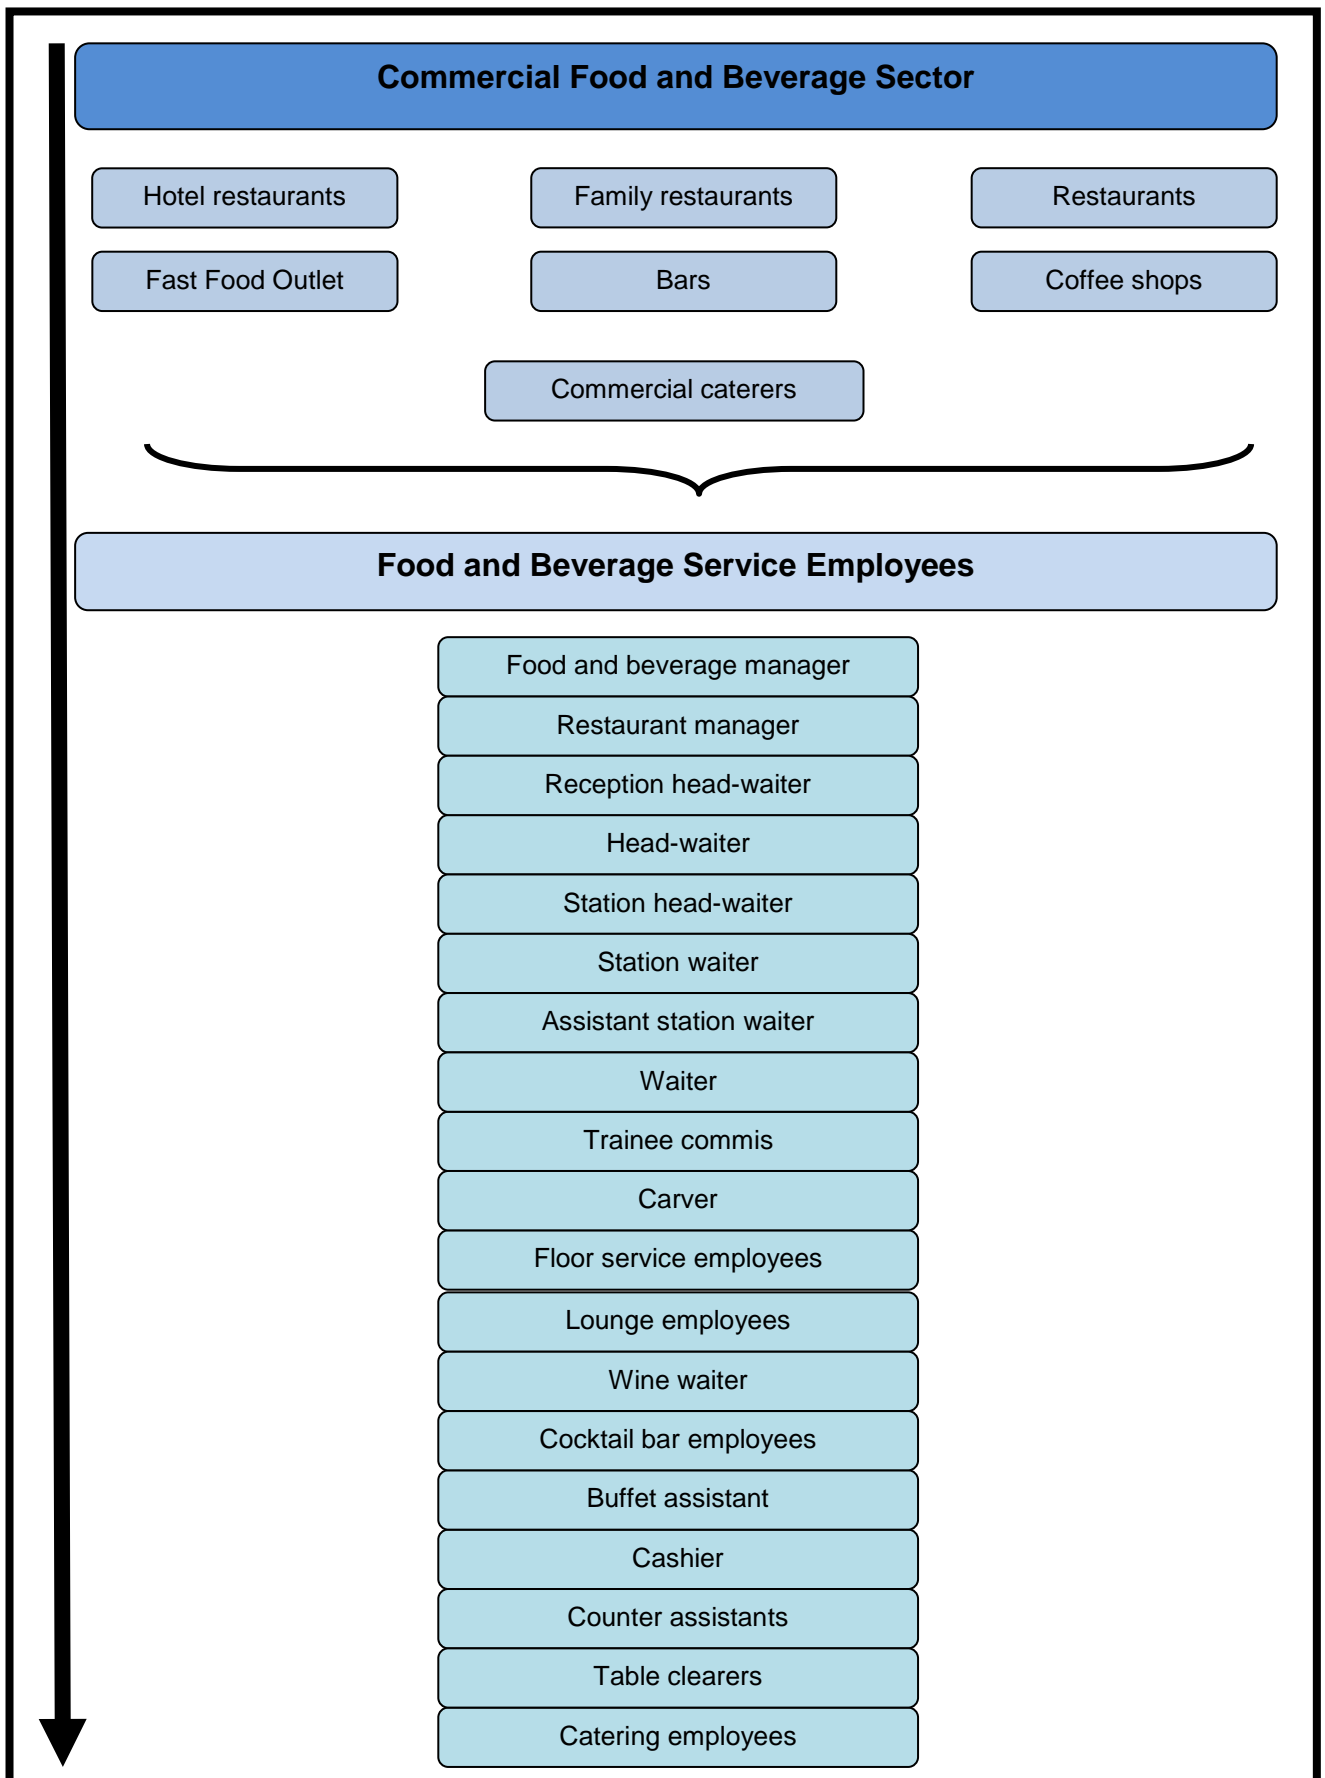 Commercial Food and Beverage Sector
Hotel restaurants
Family restaurants
Restaurants
Fast Food Outlet
Bars
Coffee shops
Commercial caterers
Food and Beverage Service Employees
Food and beverage manager
Restaurant manager
Reception head-waiter
Head-waiter
Station head-waiter
Station waiter
Assistant station waiter
Waiter
Trainee commis
Carver
Floor service employees
Lounge employees
Wine waiter
Cocktail bar employees
Buffet assistant
Cashier
Counter assistants
Table clearers
Catering employees